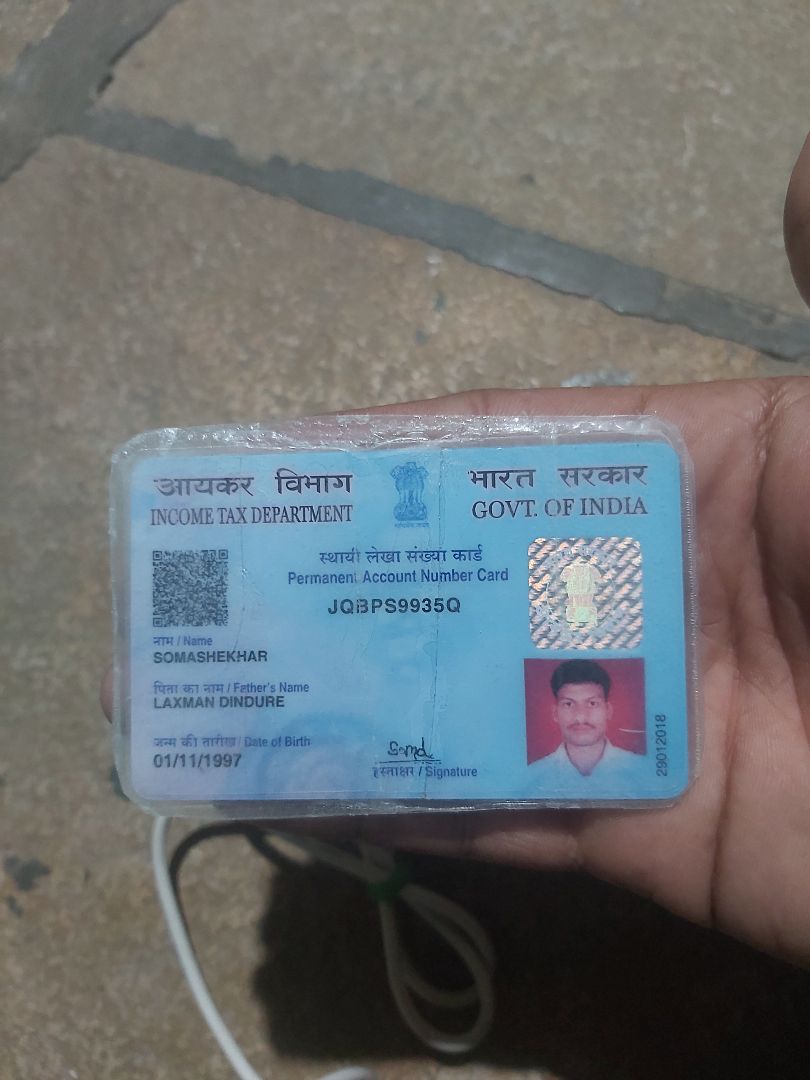 आयकर विभाग
INCOME TAX DEPARTMENT
भारत सरकार
GOVT. OF INDIA
स्थायी लेखा संख्या कार्ड
Permanent Account Number Card
JQBPS9935Q
नाम / Name
SOMASHEKHAR
पिता का नाम / Father's Name
LAXMAN DINDURE
जन्म की तारीख / Date of Birth
01/11/1997
Somd
हस्ताक्षर / Signature
29012018